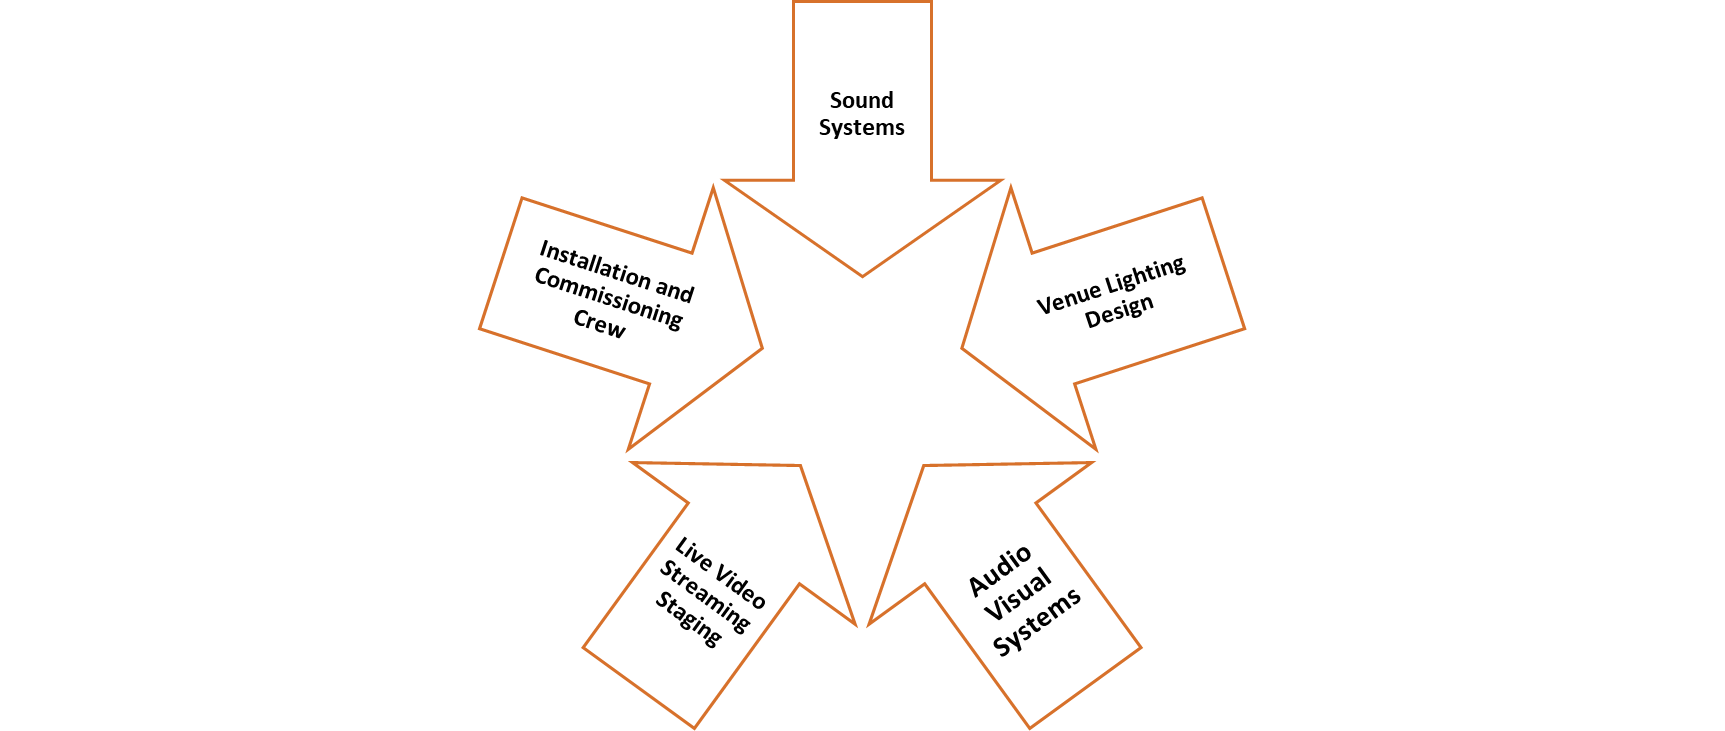 Sound
Systems
Venue Lighting
Design
Audio
Visual
Systems
Live Video
Streaming
Staging
Installation and
Commissioning
Crew